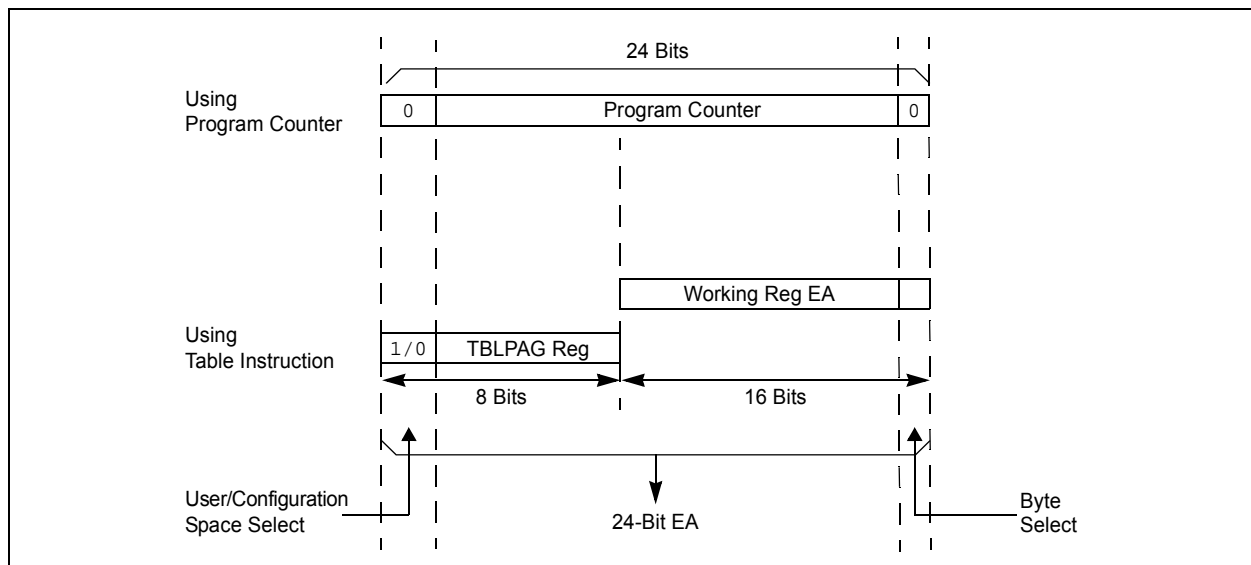 24 Bits
Using
Program Counter
0
Program Counter
0
Working Reg EA
Using
Table Instruction
1/0
TBLPAG Reg
8 Bits
16 Bits
User/Configuration
Space Select
24-Bit EA
Byte
Select